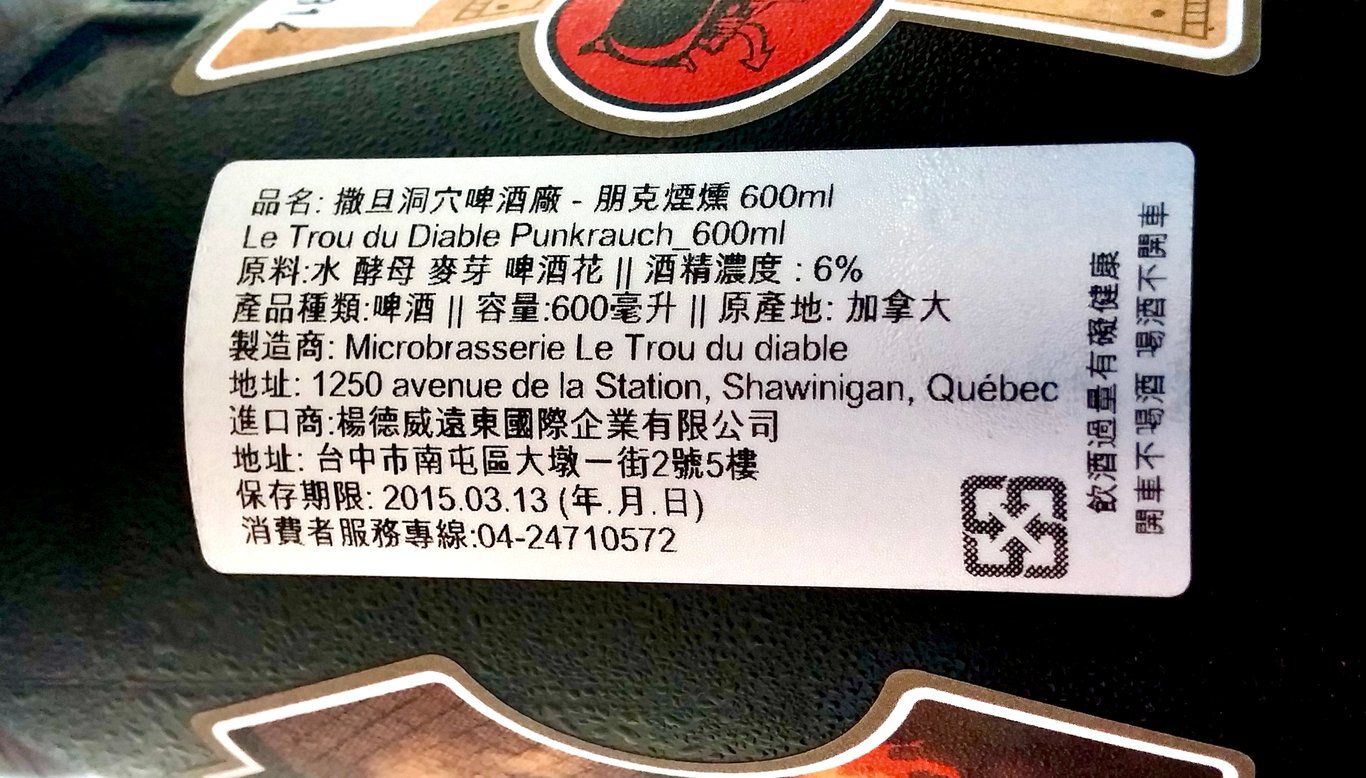 品名: 撒旦洞穴啤酒廠 - 朋克煙燻 600ml
Le Trou du Diable Punkrauch_600ml
原料:水 酵母 麥芽 啤酒花 || 酒精濃度 : 6%
產品種類:啤酒 || 容量:600毫升 || 原產地: 加拿大
製造商: Microbrasserie Le Trou du diable
地址: 1250 avenue de la Station, Shawinigan, Québec
進口商:楊德威遠東國際企業有限公司
地址: 台中市南屯區大墩一街2號5樓
保存期限: 2015.03.13 (年.月.日)
消費者服務專線:04-24710572
飲酒過量有礙健康
開車不喝酒 喝酒不開車